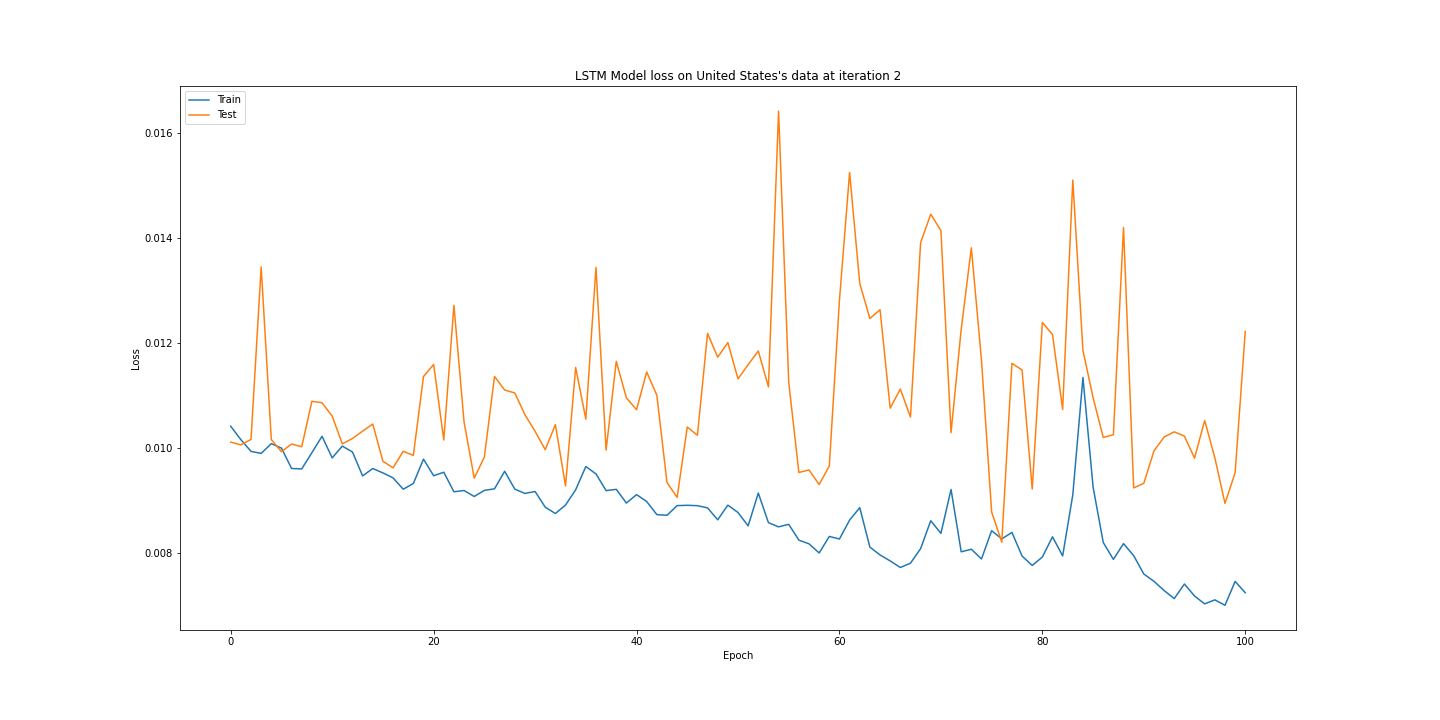 LSTM Model loss on United States's data at iteration 2
Train
Test
0.016
0.014
0.012
0.010
0.008
Loss
0 20 40 60 80 100
Epoch